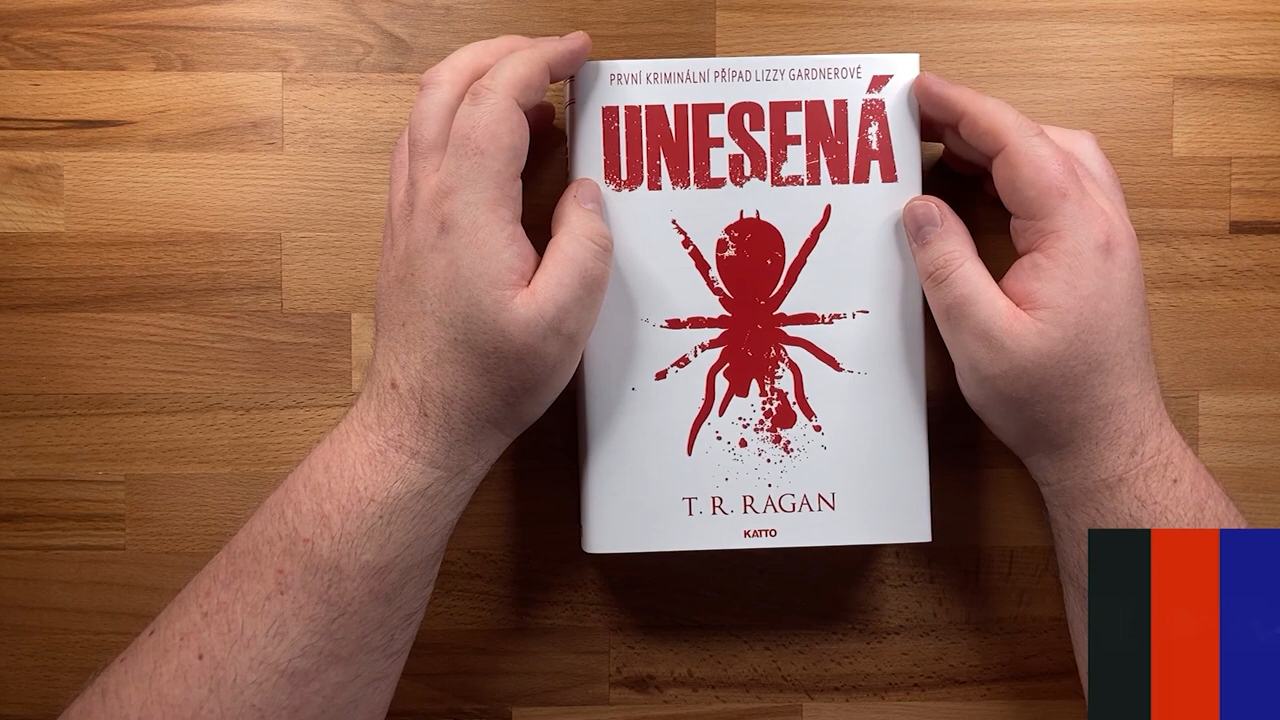 PRVNÍ KRIMINÁLNÍ PŘÍPAD LIZZY GARDNEROVÉ
UNESENÁ
T. R. RAGAN
KATTO